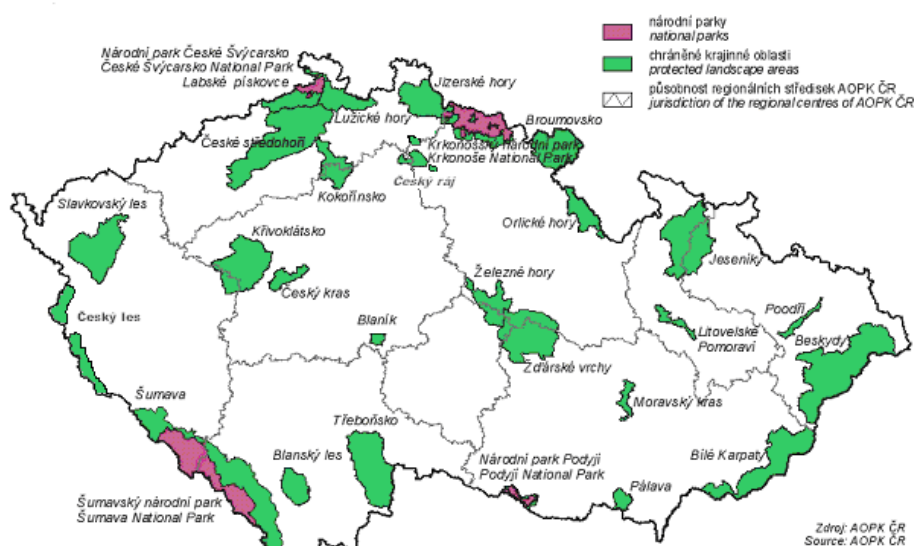 národní parky
national parks
chráněné krajinné oblasti
protected landscape areas
působnost regionálních středisek AOPK ČR
jurisdiction of the regional centres of AOPK ČR
Národní park České Švýcarsko
České Švýcarsko National Park
Labské pískovce
Jizerské hory
Lužické hory
Broumovsko
České středohoří
Krkonošský národní park
Krkonoše National Park
Český ráj
Kokořínsko
Slavkovský les
Orlické hory
Křivoklátsko
Jeseníky
Železné hory
Český kras
Český les
Blaník
Poodří
Litovelské
Pomoraví
Beskydy
Žďárské vrchy
Šumava
Moravský kras
Třeboňsko
Blanský les
Národní park Podyjí
Podyjí National Park
Bílé Karpaty
Pálava
Šumavský národní park
Šumava National Park
Zdroj: AOPK ČR
Source: AOPK ČR